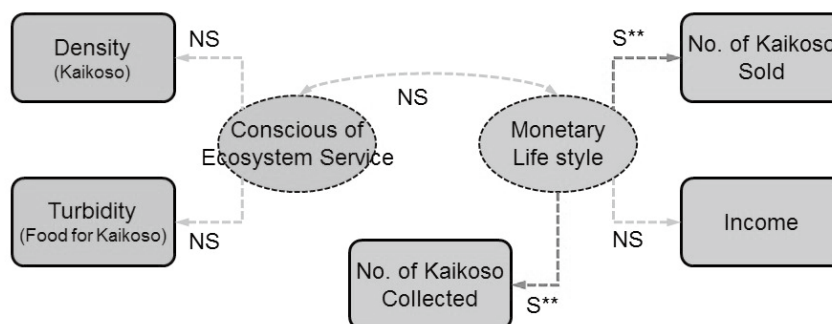 Density
(Kaikoso)
NS
S**
No. of Kaikoso
Sold
NS
Conscious of
Ecosystem Service
Monetary
Life style
Turbidity
(Food for Kaikoso)
NS
NS
Income
No. of Kaikoso
Collected
S**